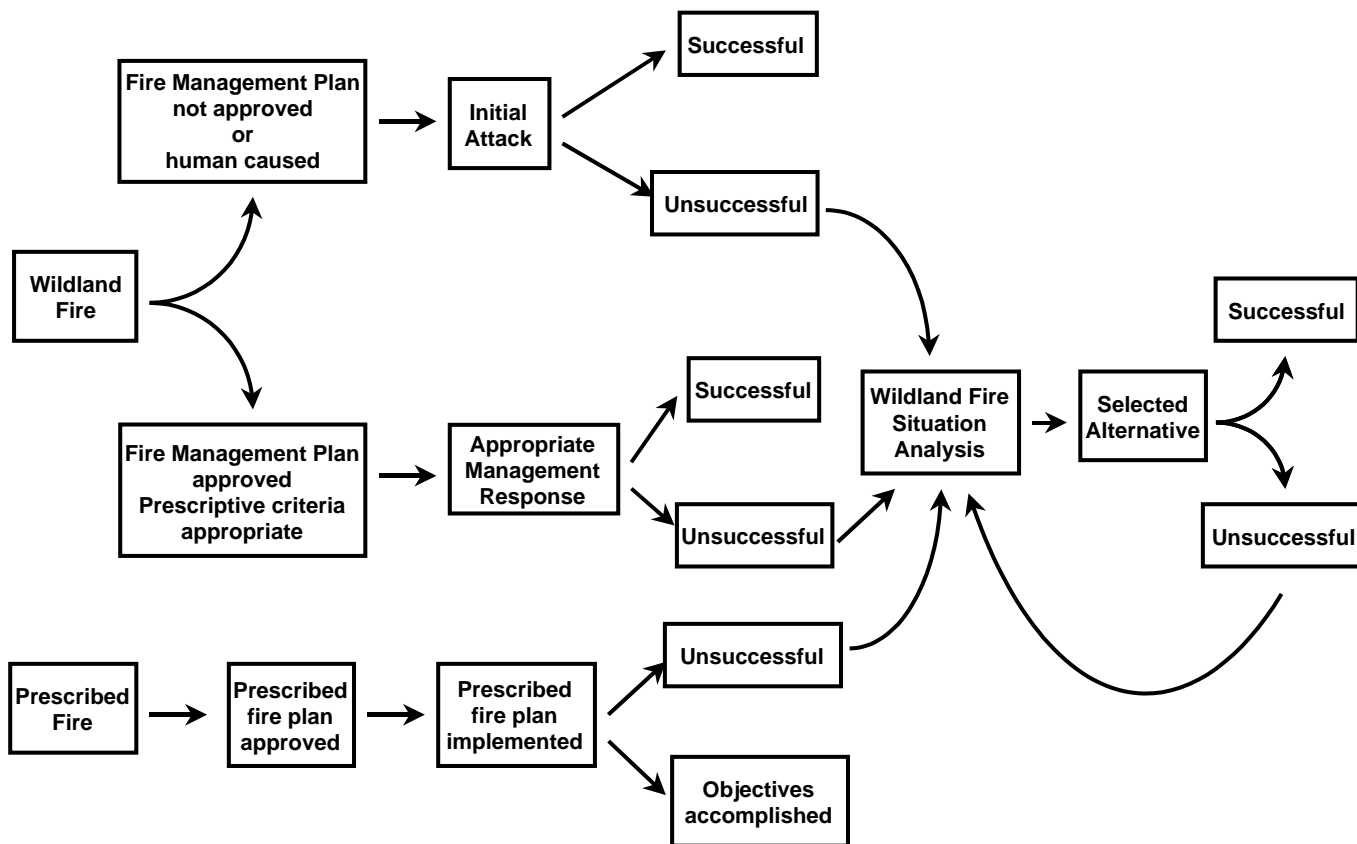 Fire Management Plan
not approved
or
human caused
Initial
Attack
Successful
Unsuccessful
Wildland
Fire
Fire Management Plan
approved
Prescriptive criteria
appropriate
Appropriate
Management
Response
Successful
Unsuccessful
Wildland Fire
Situation
Analysis
Selected
Alternative
Successful
Unsuccessful
Prescribed
Fire
Prescribed
fire plan
approved
Prescribed
fire plan
implemented
Unsuccessful
Objectives
accomplished